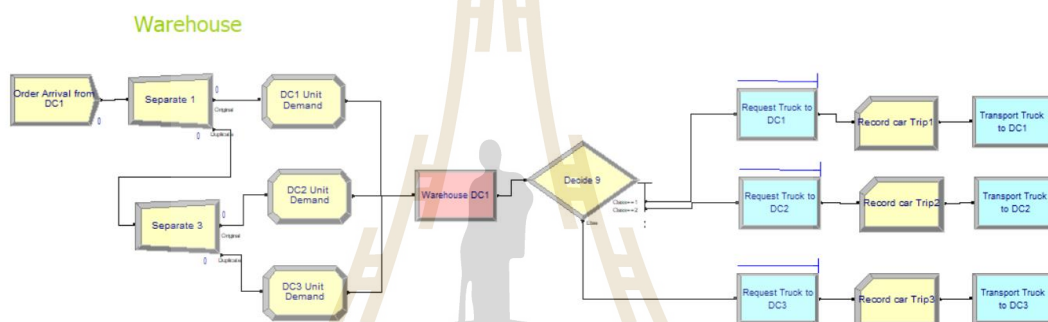 Warehouse
Order Arrival from
DC1
0
Separate 1
0
Original
0
Duplicate
DC1 Unit
Demand
DC2 Unit
Demand
Separate 3
0
Original
0
Duplicate
DC3 Unit
Demand
Warehouse DC1
Decide 9
Class==1
Class==2
Else
Request Truck to
DC1
Record car Trip1
Transport Truck
to DC1
Request Truck to
DC2
Record car Trip2
Transport Truck
to DC2
Request Truck to
DC3
Record car Trip3
Transport Truck
to DC3